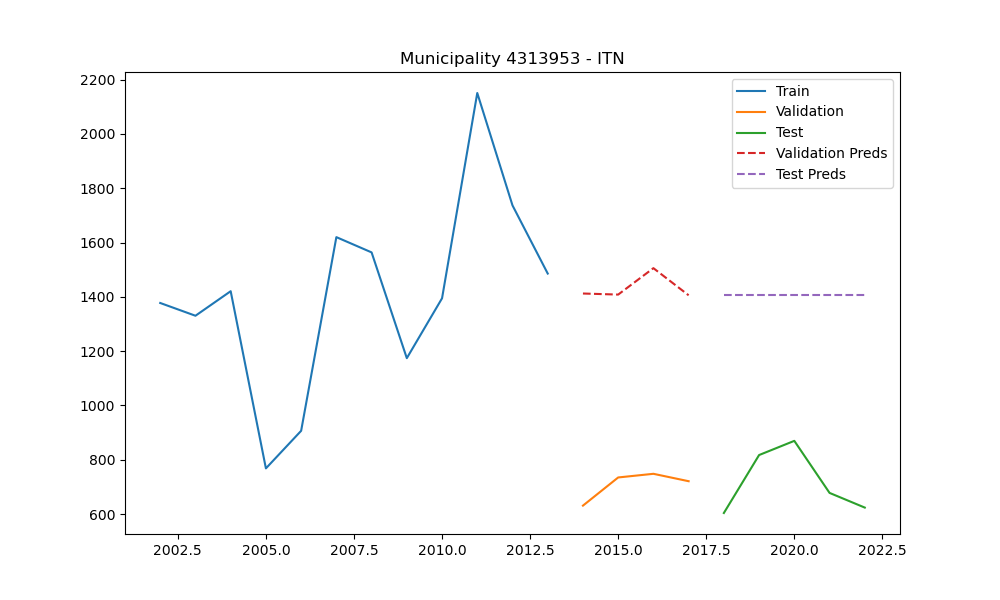 Municipality 4313953 - ITN
2200
2000
1800
1600
1400
1200
1000
800
600
2002.5 2005.0 2007.5 2010.0 2012.5 2015.0 2017.5 2020.0 2022.5
Train
Validation
Test
Validation Preds
Test Preds